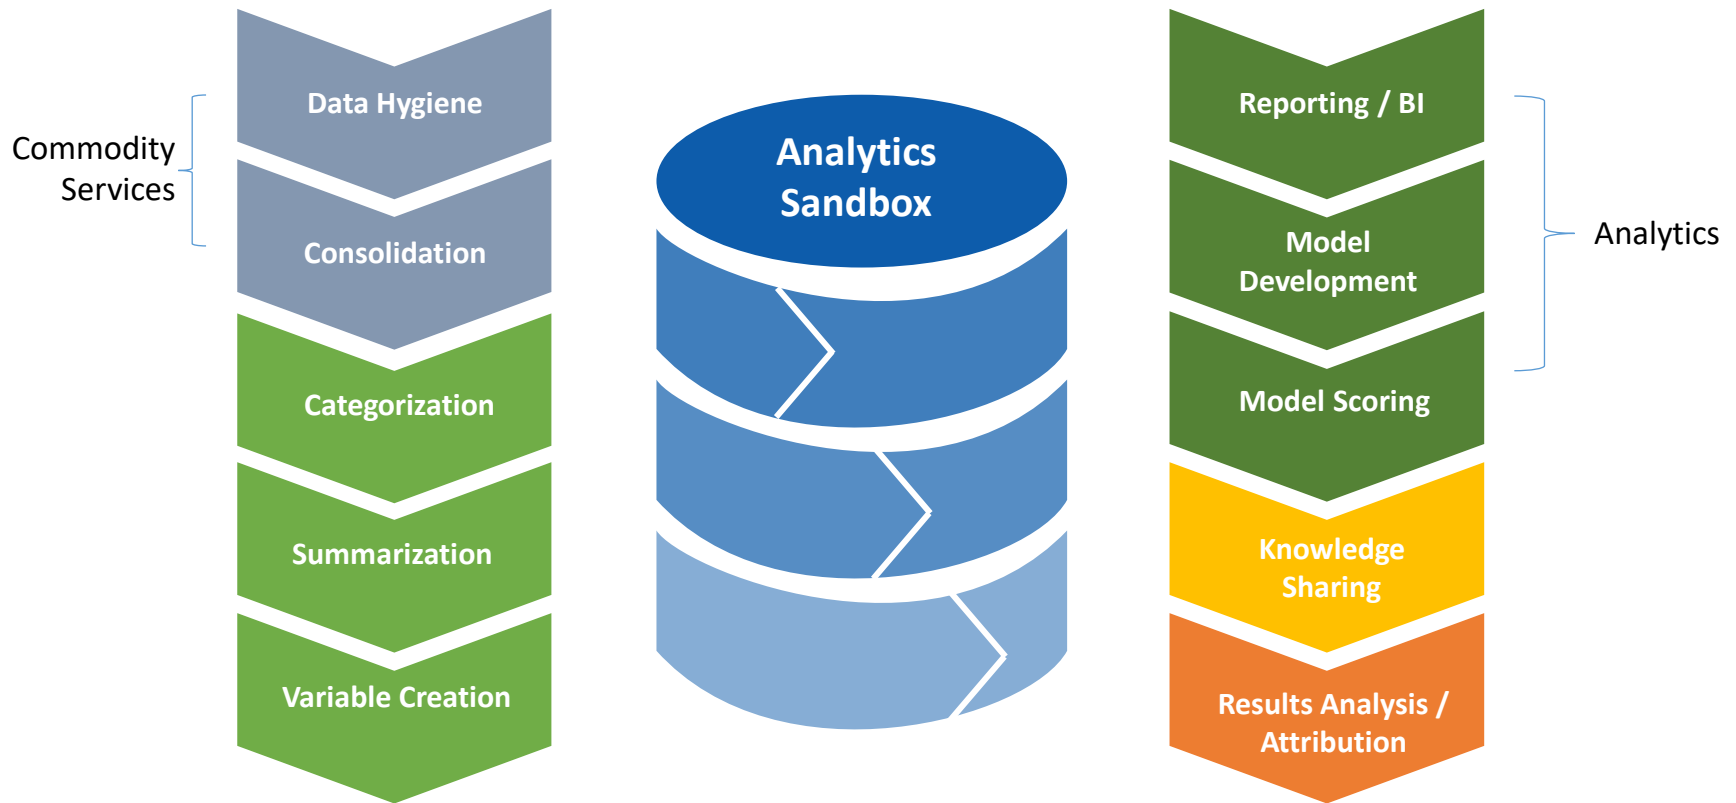 Commodity
Services
Data Hygiene
Consolidation
Categorization
Summarization
Variable Creation
Analytics
Sandbox
Reporting / BI
Model
Development
Model Scoring
Knowledge
Sharing
Results Analysis /
Attribution
Analytics